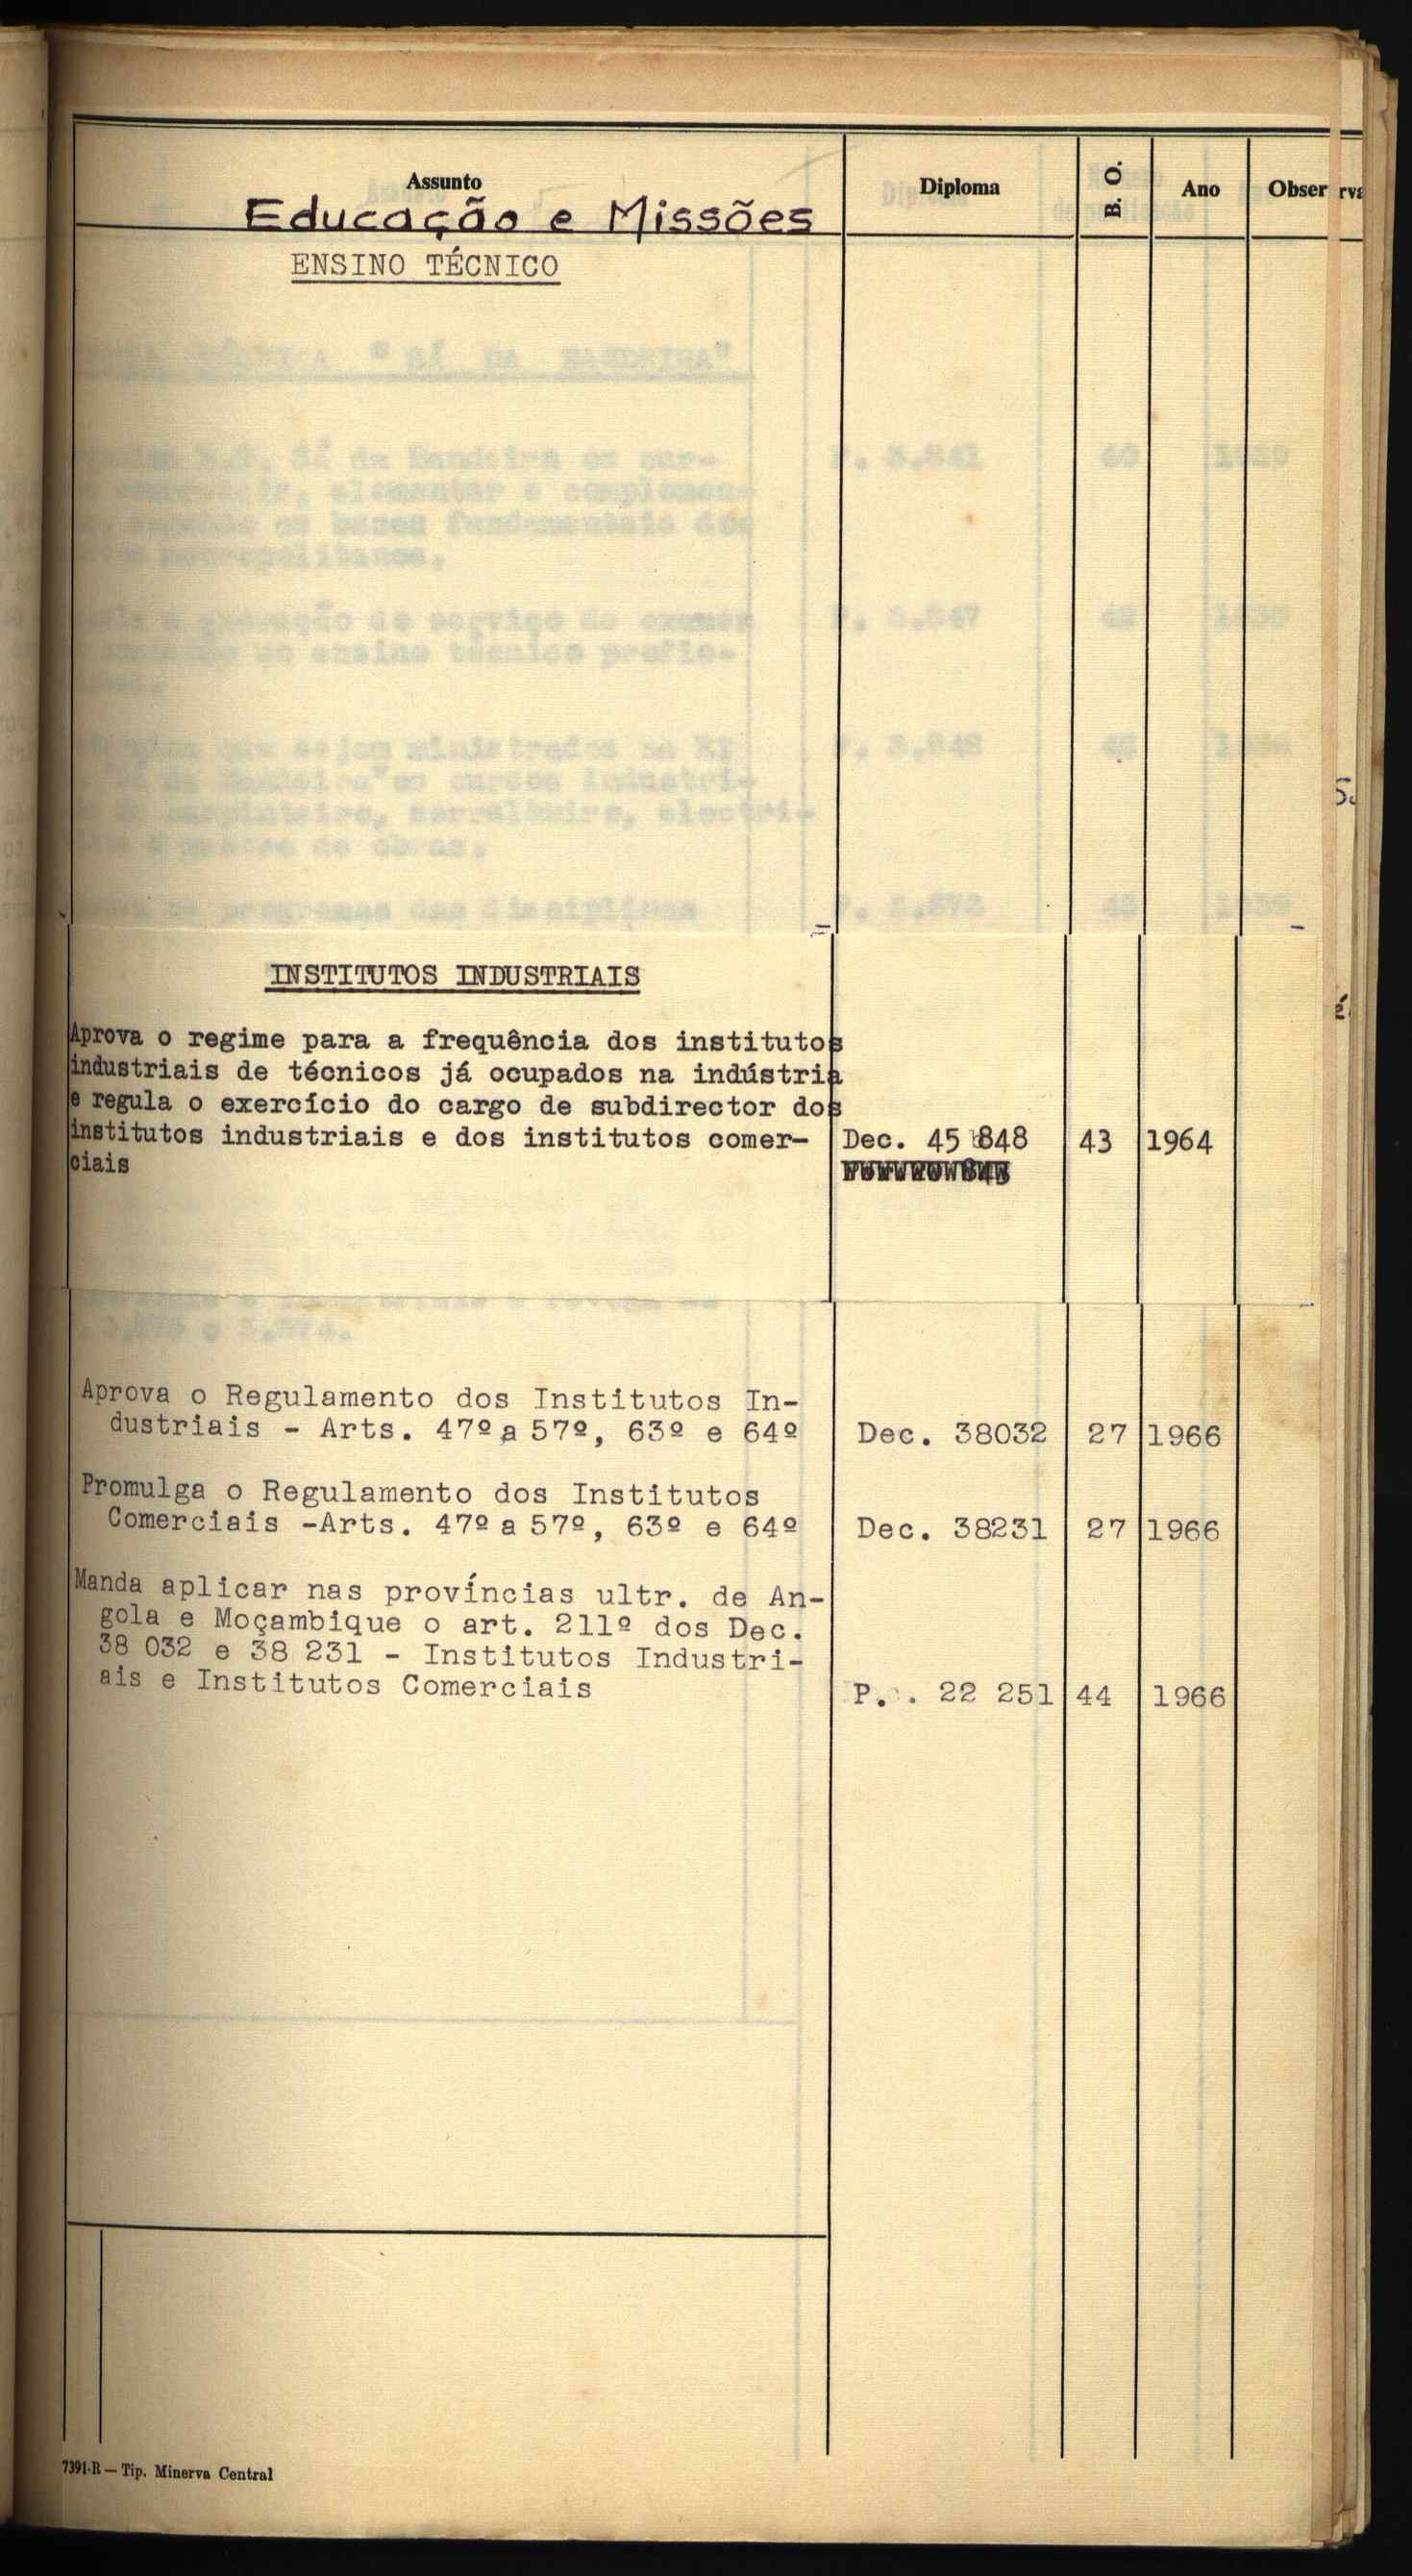 Assunto
Diploma
B. O.
Ano
Obser
Educação e Missões
ENSINO TÉCNICO
INSTITUTOS INDUSTRIAIS
Aprova o regime para a frequência dos institutos
industriais de técnicos já ocupados na indústria
e regula o exercício do cargo de subdirector dos
institutos industriais e dos institutos comer- Dec. 45 848 43 1964
ciais
Aprova o Regulamento dos Institutos In-
dustriais - Arts. 47º a 57º, 63º e 64º Dec. 38032 27 1966
Promulga o Regulamento dos Institutos
Comerciais -Arts. 47º a 57º, 63º e 64º Dec. 38231 27 1966
Manda aplicar nas províncias ultr. de An-
gola e Moçambique o art. 211º dos Dec.
38 032 e 38 231 - Institutos Industri-
ais e Institutos Comerciais P. . 22 251 44 1966
7391-R — Tip. Minerva Central